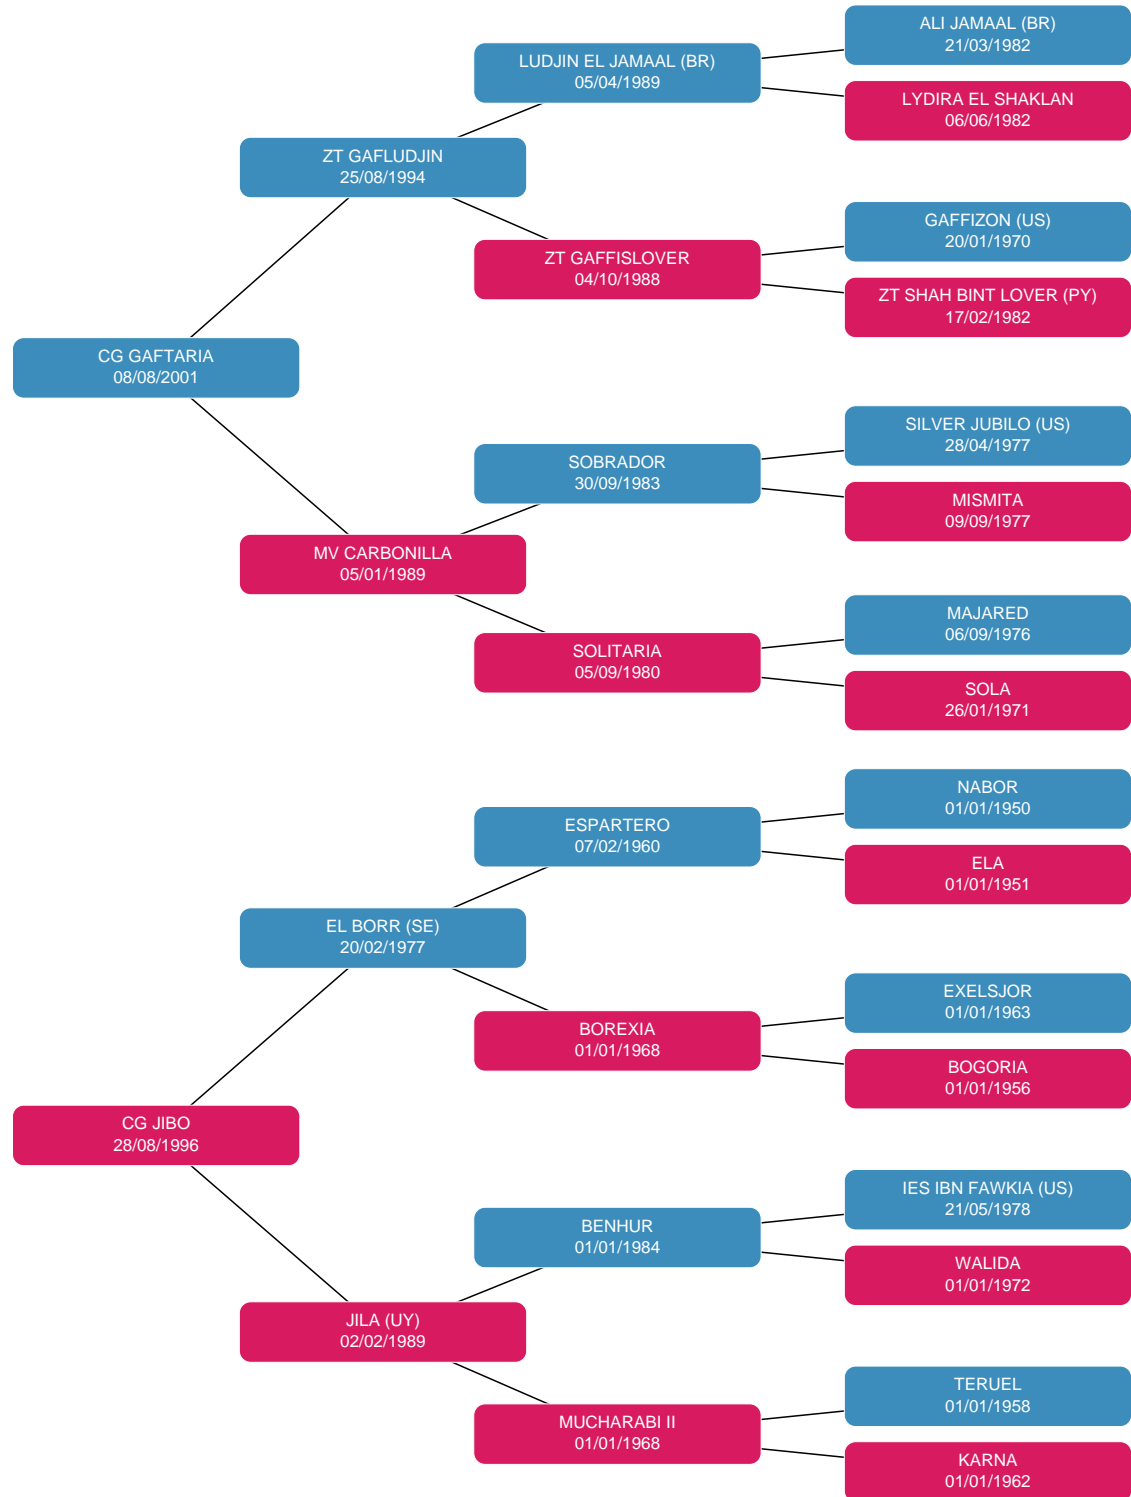 ALI JAMAAL (BR)
21/03/1982
LUDJIN EL JAMAAL (BR)
05/04/1989
LYDIRA EL SHAKLAN
06/06/1982
ZT GAFLUDJIN
25/08/1994
GAFFIZON (US)
20/01/1970
ZT GAFFISLOVER
04/10/1988
ZT SHAH BINT LOVER (PY)
17/02/1982
CG GAFTARIA
08/08/2001
SILVER JUBILO (US)
28/04/1977
SOBRADOR
30/09/1983
MISMITA
09/09/1977
MV CARBONILLA
05/01/1989
MAJARED
06/09/1976
SOLITARIA
05/09/1980
SOLA
26/01/1971
NABOR
01/01/1950
ESPARTERO
07/02/1960
ELA
01/01/1951
EL BORR (SE)
20/02/1977
EXELSJOR
01/01/1963
BOREXIA
01/01/1968
BOGORIA
01/01/1956
CG JIBO
28/08/1996
IES IBN FAWKIA (US)
21/05/1978
BENHUR
01/01/1984
WALIDA
01/01/1972
JILA (UY)
02/02/1989
TERUEL
01/01/1958
MUCHARABI II
01/01/1968
KARNA
01/01/1962